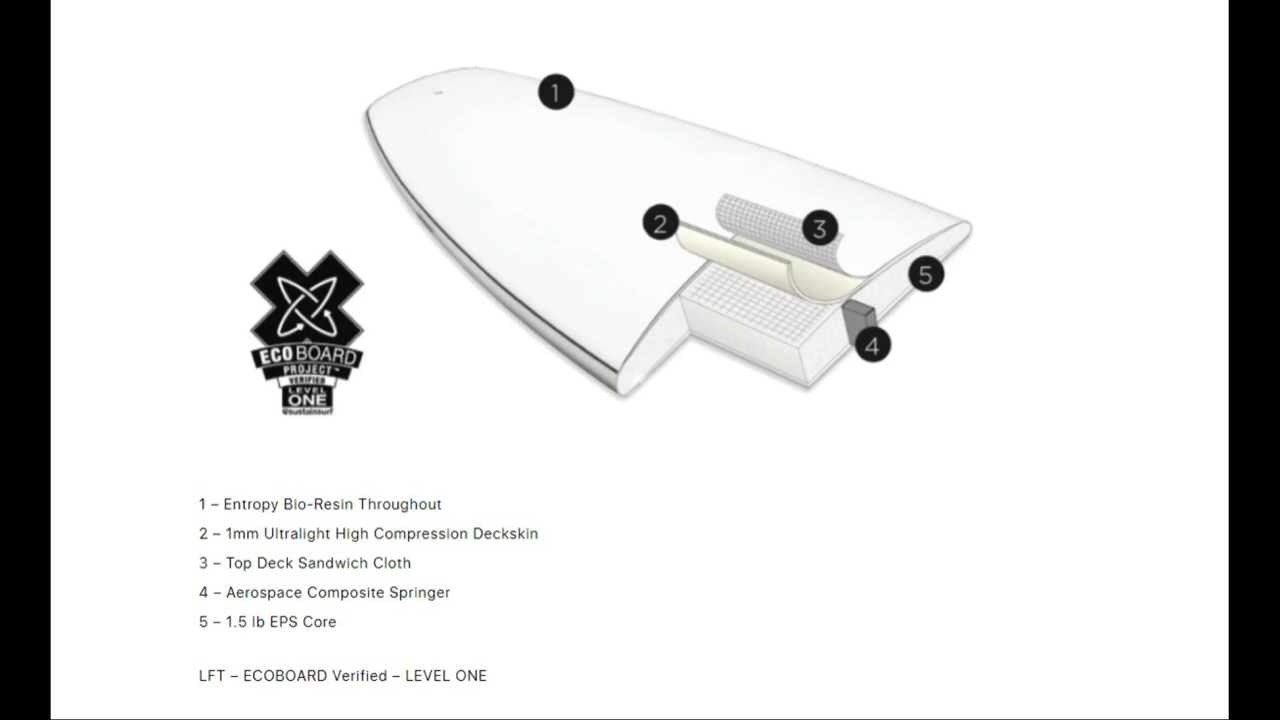 1
2
3
5
4
ECOBOARD
PROJECT™
VERIFIED
LEVEL
ONE
@sustainsurf
1 – Entropy Bio-Resin Throughout
2 – 1mm Ultralight High Compression Deckskin
3 – Top Deck Sandwich Cloth
4 – Aerospace Composite Springer
5 – 1.5 lb EPS Core
LFT – ECOBOARD Verified – LEVEL ONE